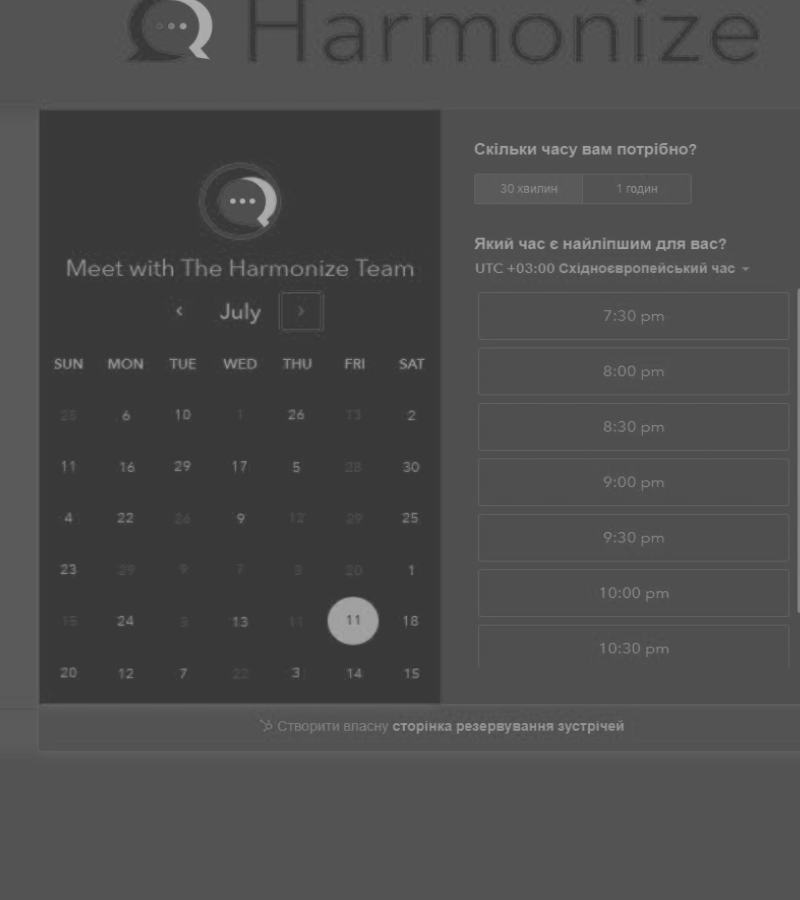 Harmonize
Meet with The Harmonize Team
July
SUN MON TUE WED THU FRI SAT
6 10 1 26 13 2
11 16 29 17 5 28 30
4 22 26 9 12 29 25
23 29 9 7 3 20 1
15 24 3 13 11 11 18
20 12 7 22 3 14 15
Скільки часу вам потрібно?
30 хвилин 1 годин
Який час є найліпшим для вас?
UTC +03:00 Східноєвропейський час
7:30 pm
8:00 pm
8:30 pm
9:00 pm
9:30 pm
10:00 pm
10:30 pm
Створити власну сторінка резервування зустрічей